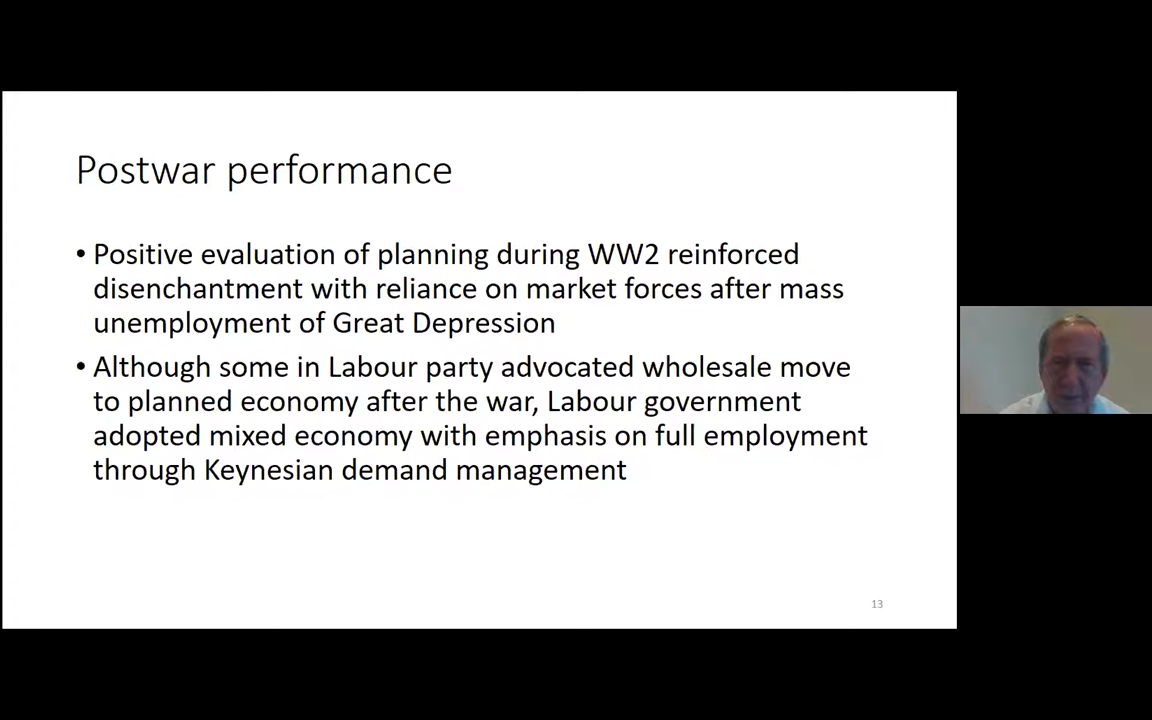 Postwar performance
• Positive evaluation of planning during WW2 reinforced
disenchantment with reliance on market forces after mass
unemployment of Great Depression
• Although some in Labour party advocated wholesale move
to planned economy after the war, Labour government
adopted mixed economy with emphasis on full employment
through Keynesian demand management
13